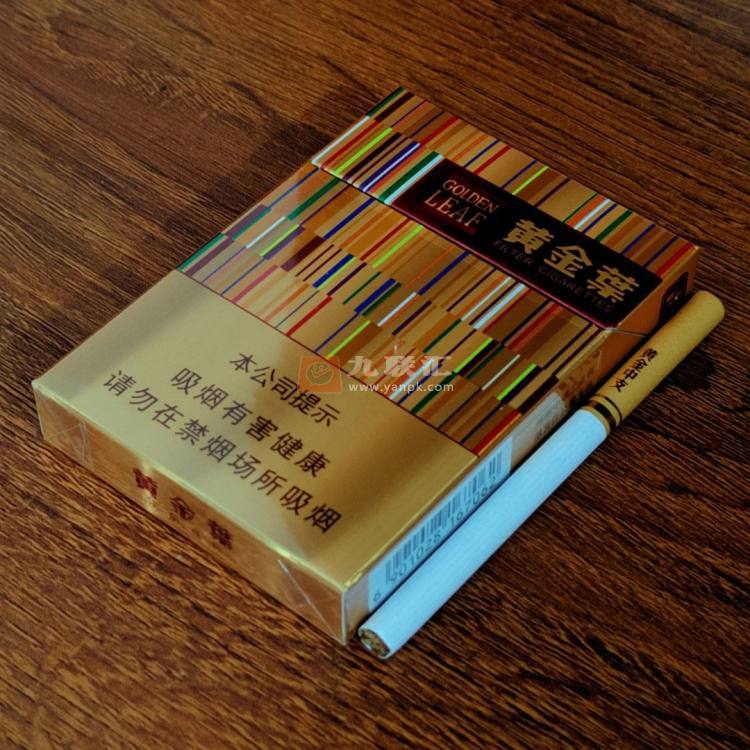 GOLDEN
LEAF
黄金葉
FILTER CIGARETTES
九联汇
www.yanpk.com
本公司提示
吸烟有害健康
请勿在禁烟场所吸烟
黄金葉
黄金中支